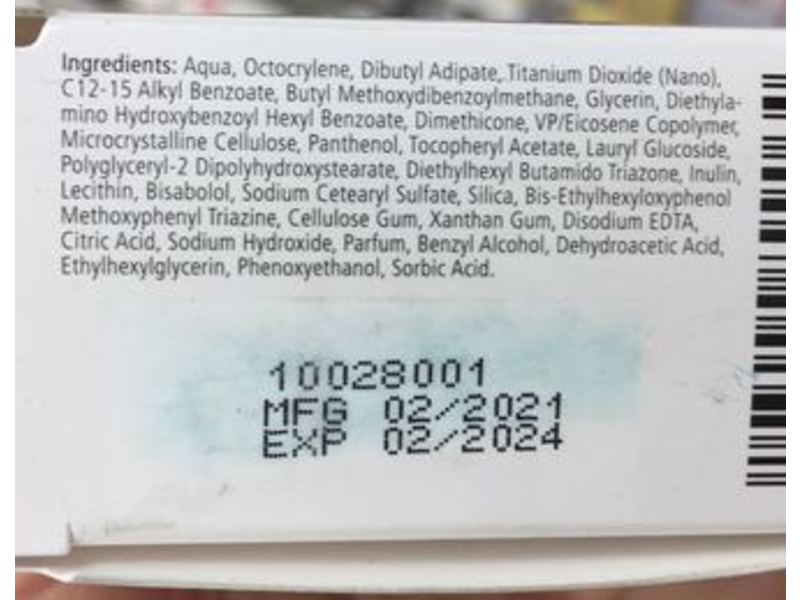 Ingredients: Aqua, Octocrylene, Dibutyl Adipate, Titanium Dioxide (Nano),
C12-15 Alkyl Benzoate, Butyl Methoxydibenzoylmethane, Glycerin, Diethyla-
mino Hydroxybenzoyl Hexyl Benzoate, Dimethicone, VP/Eicosene Copolymer,
Microcrystalline Cellulose, Panthenol, Tocopheryl Acetate, Lauryl Glucoside,
Polyglyceryl-2 Dipolyhydroxystearate, Diethylhexyl Butamido Triazone, Inulin,
Lecithin, Bisabolol, Sodium Cetearyl Sulfate, Silica, Bis-Ethylhexyloxyphenol
Methoxyphenyl Triazine, Cellulose Gum, Xanthan Gum, Disodium EDTA,
Citric Acid, Sodium Hydroxide, Parfum, Benzyl Alcohol, Dehydroacetic Acid,
Ethylhexylglycerin, Phenoxyethanol, Sorbic Acid.
10028001
MFG 02/2021
EXP 02/2024